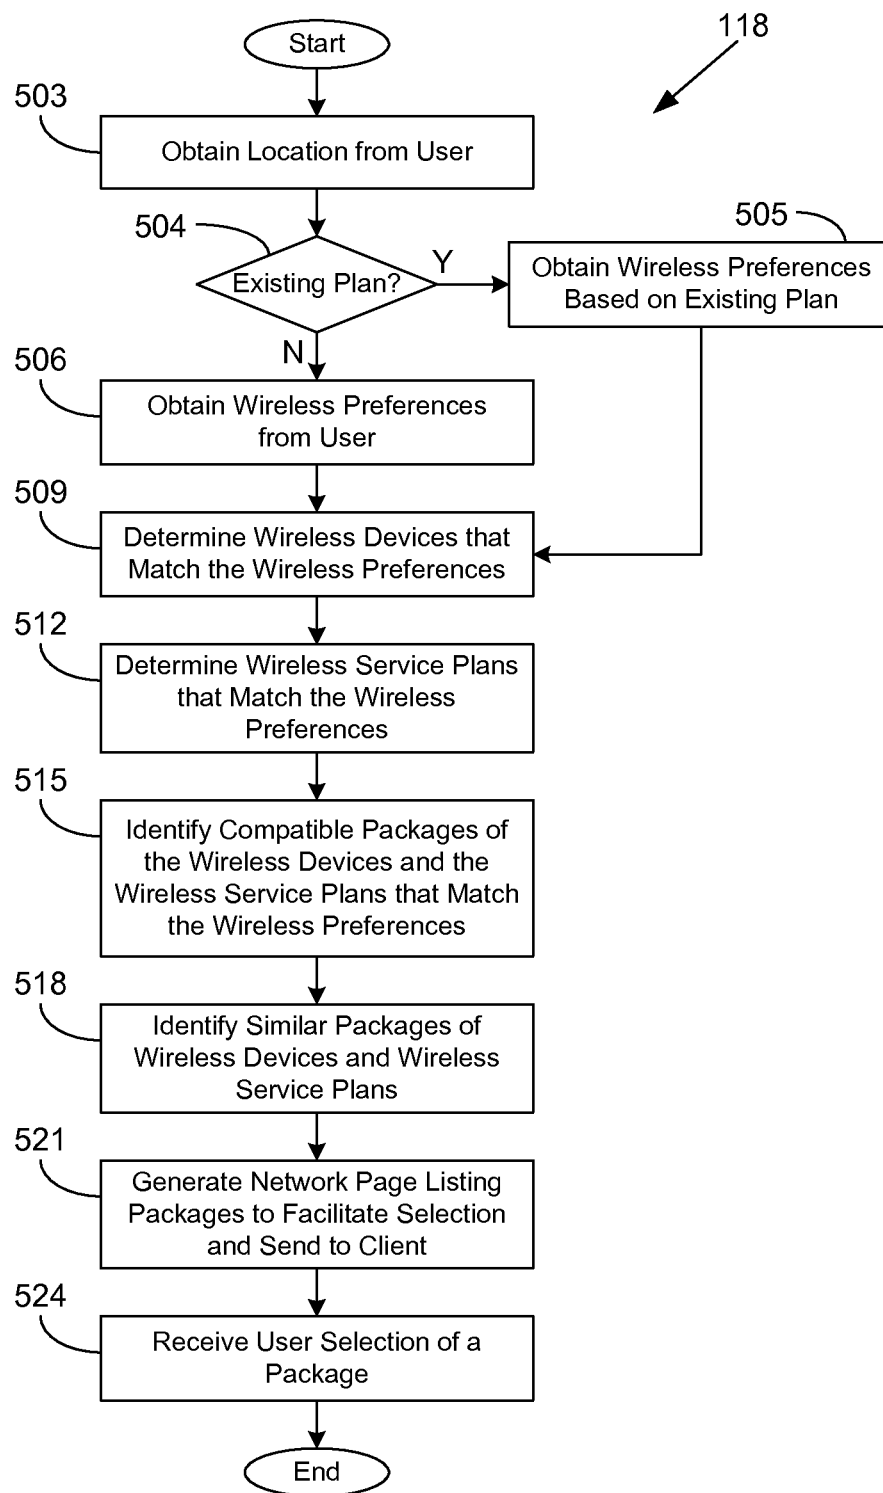 Start
118
503
Obtain Location from User
504
Existing Plan?
Y
505
Obtain Wireless Preferences
Based on Existing Plan
N
506
Obtain Wireless Preferences
from User
509
Determine Wireless Devices that
Match the Wireless Preferences
512
Determine Wireless Service Plans
that Match the Wireless
Preferences
515
Identify Compatible Packages of
the Wireless Devices and the
Wireless Service Plans that Match
the Wireless Preferences
518
Identify Similar Packages of
Wireless Devices and Wireless
Service Plans
521
Generate Network Page Listing
Packages to Facilitate Selection
and Send to Client
524
Receive User Selection of a
Package
End